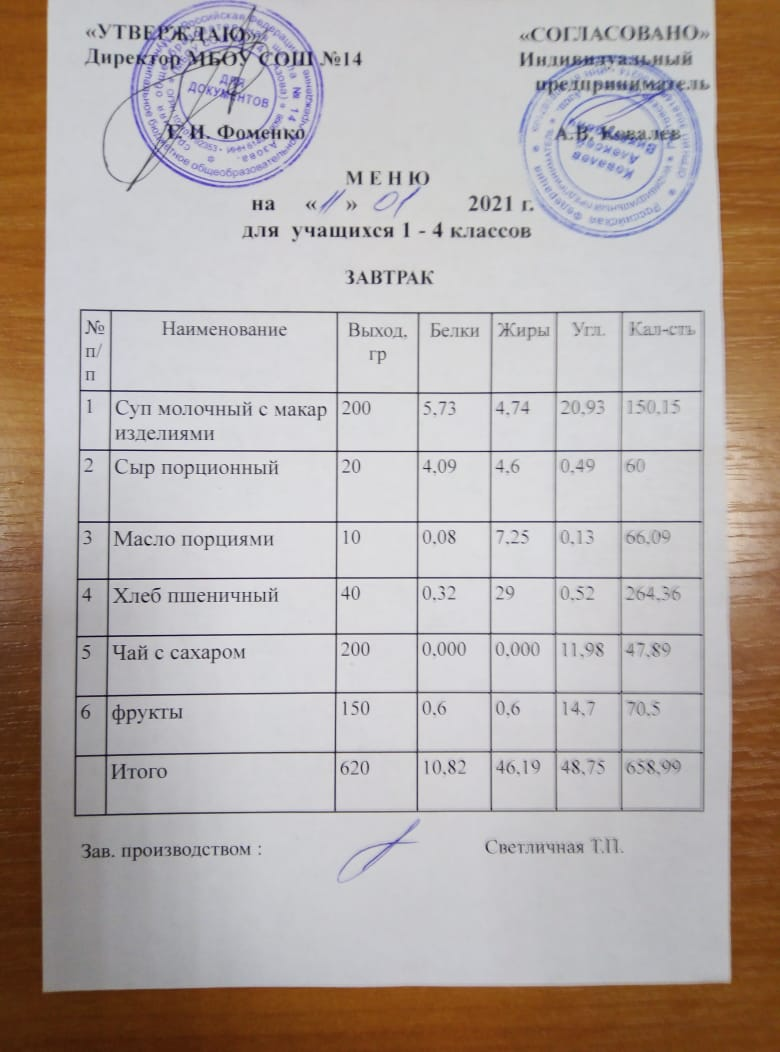 «УТВЕРЖДАЮ» «СОГЛАСОВАНО»
Директор МБОУ СОШ №14 Индивидуальный
предприниматель
Е. И. Фоменко А.В. Ковалев
ДЛЯ
ДОКУМЕНТОВ
Ковалев
Алексей
М Е Н Ю
на «11» 01 2021 г.
для учащихся 1 - 4 классов
ЗАВТРАК
№ п/п Наименование Выход, гр Белки Жиры Угл. Кал-сть
1 Суп молочный с макар 200 5,73 4,74 20,93 150,15
изделиями
2 Сыр порционный 20 4,09 4,6 0,49 60
3 Масло порциями 10 0,08 7,25 0,13 66,09
4 Хлеб пшеничный 40 0,32 29 0,52 264,36
5 Чай с сахаром 200 0,000 0,000 11,98 47,89
6 фрукты 150 0,6 0,6 14,7 70,5
Итого 620 10,82 46,19 48,75 658,99
Зав. производством : Светличная Т.П.